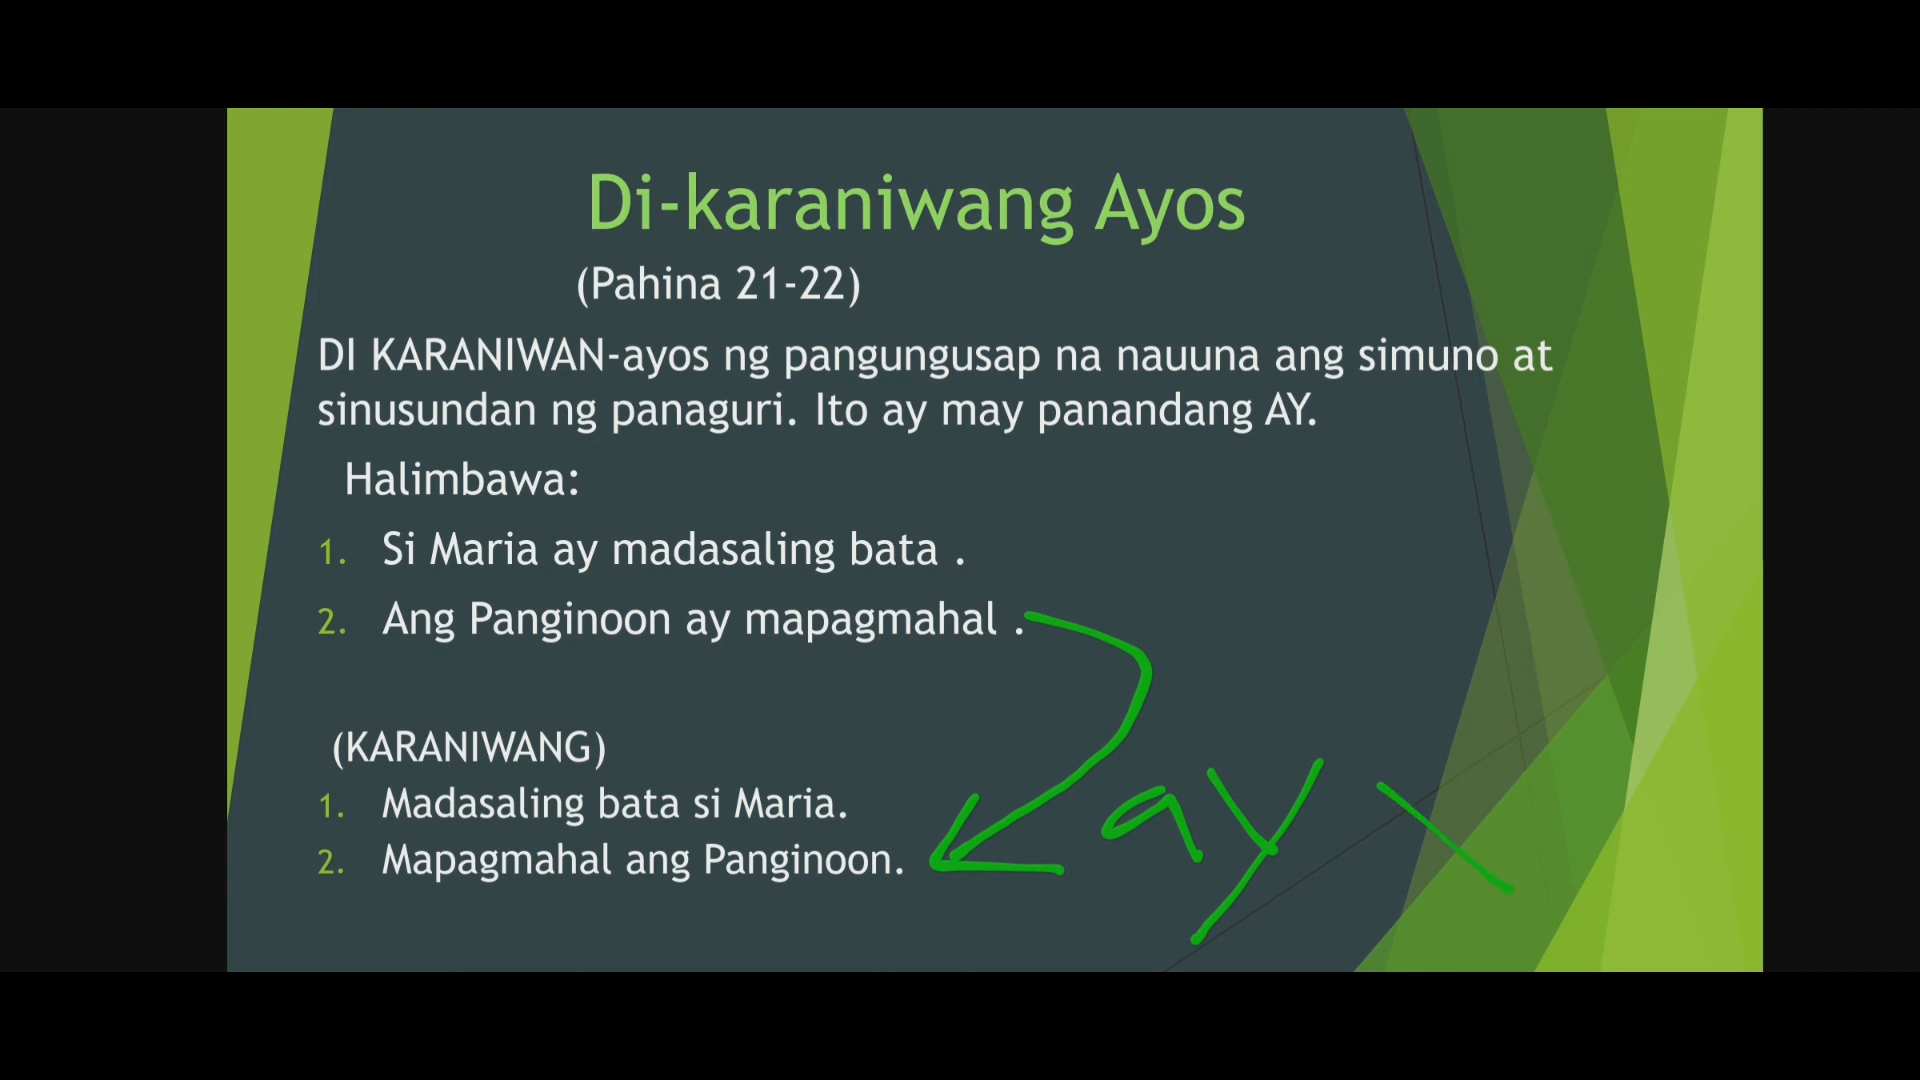 Di-karaniwang Ayos
(Pahina 21-22)
DI KARANIWAN-ayos ng pangungusap na nauuna ang simuno at
sinusundan ng panaguri. Ito ay may panandang AY.
Halimbawa:
1. Si Maria ay madasaling bata .
2. Ang Panginoon ay mapagmahal .
(KARANIWANG)
1. Madasaling bata si Maria.
2. Mapagmahal ang Panginoon.
ay